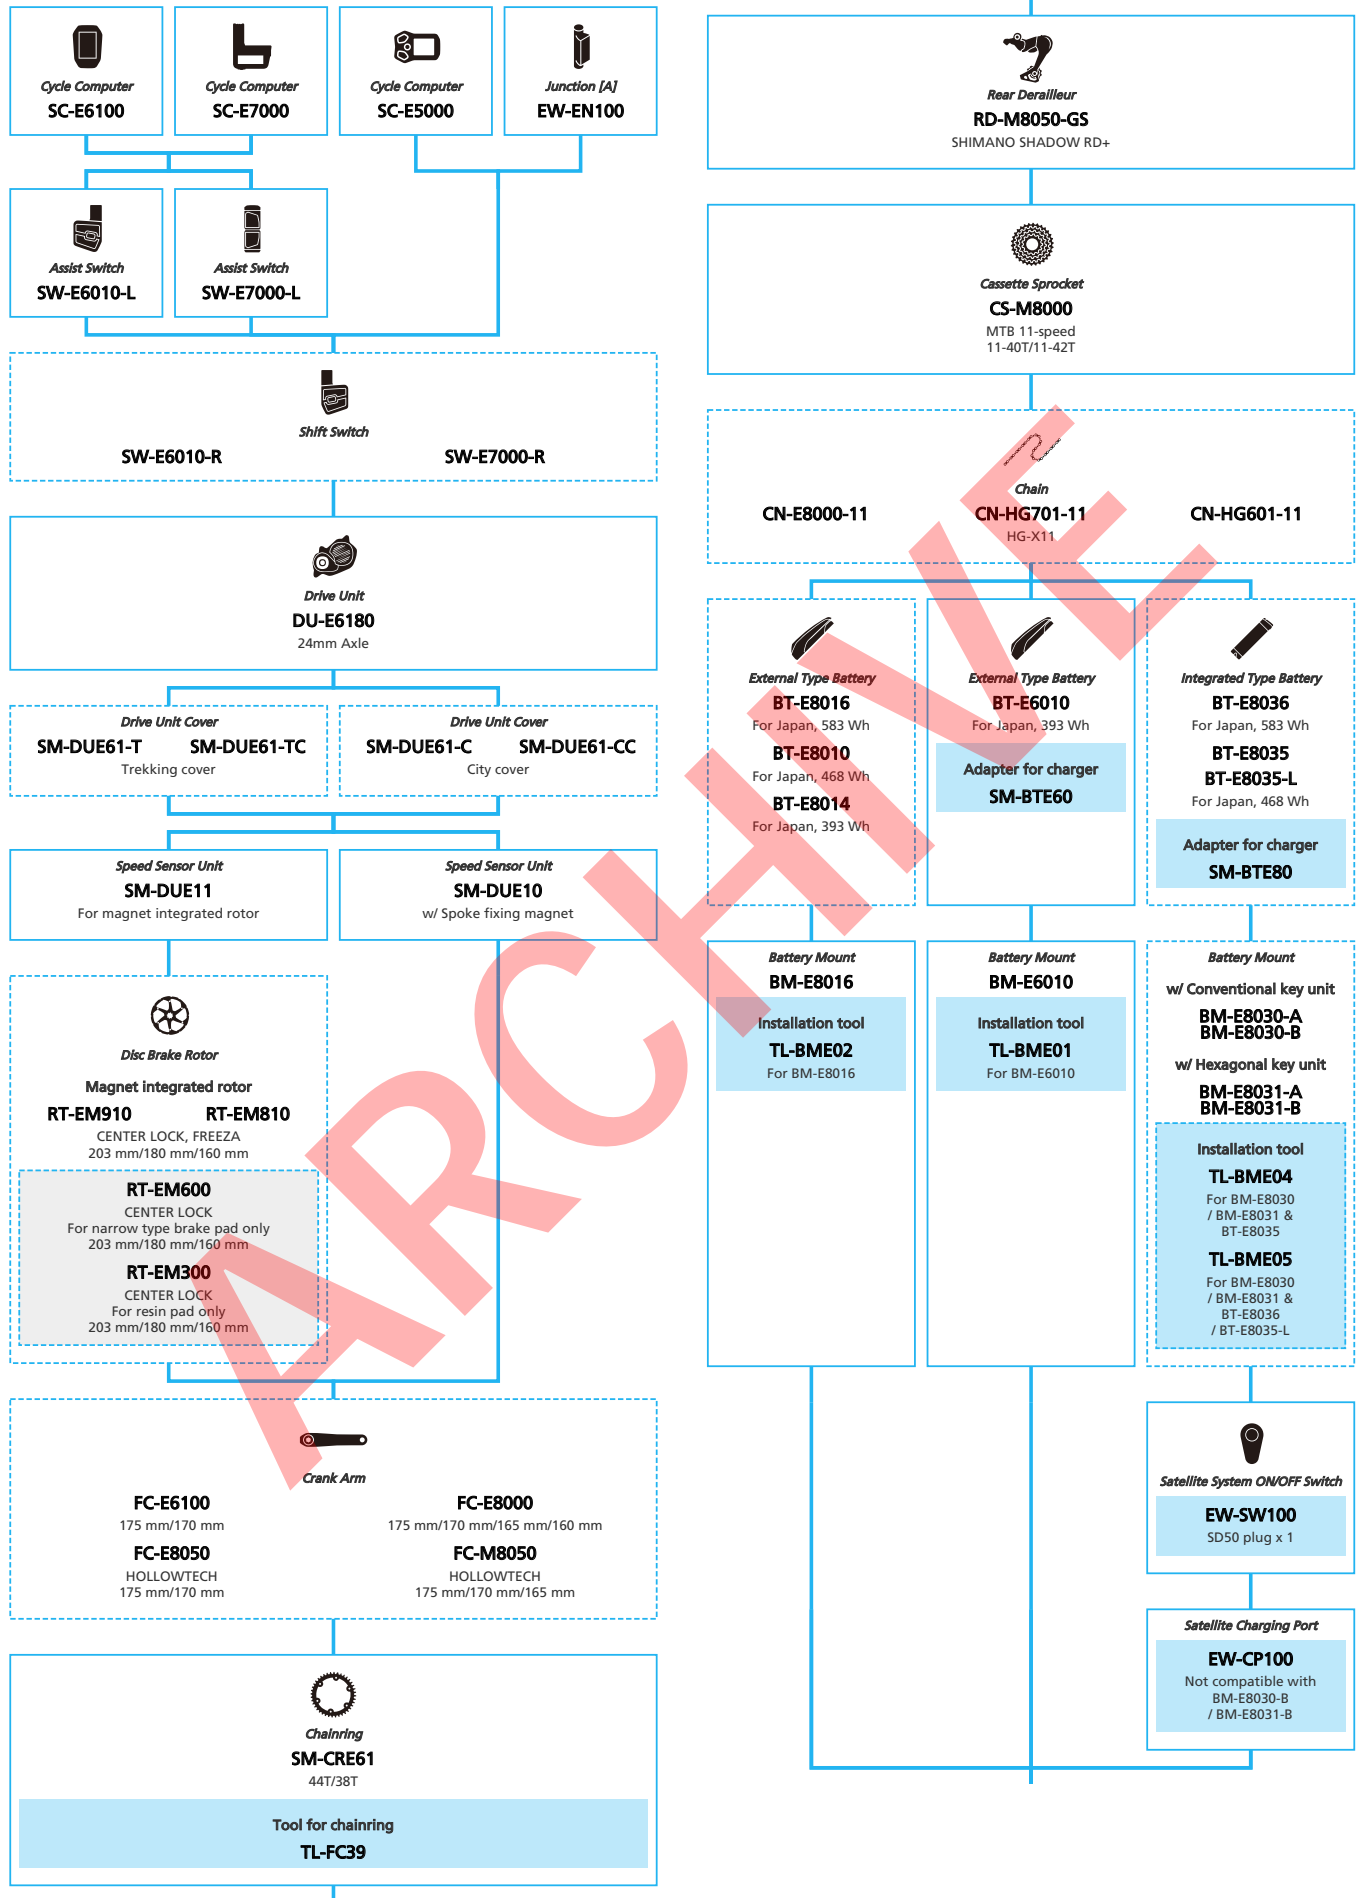 Cycle Computer
SC-E6100
Cycle Computer
SC-E7000
Cycle Computer
SC-E5000
Junction [A]
EW-EN100
Assist Switch
SW-E6010-L
Assist Switch
SW-E7000-L
Shift Switch
SW-E6010-R
SW-E7000-R
Drive Unit
DU-E6180
24mm Axle
Drive Unit Cover
SM-DUE61-T
SM-DUE61-TC
Trekking cover
Drive Unit Cover
SM-DUE61-C
SM-DUE61-CC
City cover
Speed Sensor Unit
SM-DUE11
For magnet integrated rotor
Speed Sensor Unit
SM-DUE10
w/ Spoke fixing magnet
Disc Brake Rotor
Magnet integrated rotor
RT-EM910
RT-EM810
CENTER LOCK, FREEZA
203 mm/180 mm/160 mm
RT-EM600
CENTER LOCK
For narrow type brake pad only
203 mm/180 mm/160 mm
RT-EM300
CENTER LOCK
For resin pad only
203 mm/180 mm/160 mm
Crank Arm
FC-E6100
175 mm/170 mm
FC-E8000
175 mm/170 mm/165 mm/160 mm
FC-E8050
HOLLOWTECH
175 mm/170 mm
FC-M8050
HOLLOWTECH
175 mm/170 mm/165 mm
Chainring
SM-CRE61
44T/38T
Tool for chainring
TL-FC39
Rear Derailleur
RD-M8050-GS
SHIMANO SHADOW RD+
Cassette Sprocket
CS-M8000
MTB 11-speed
11-40T/11-42T
Chain
CN-E8000-11
CN-HG701-11
HG-X11
CN-HG601-11
External Type Battery
BT-E8016
For Japan, 583 Wh
BT-E8010
For Japan, 468 Wh
BT-E8014
For Japan, 393 Wh
External Type Battery
BT-E6010
For Japan, 393 Wh
Adapter for charger
SM-BTE60
Integrated Type Battery
BT-E8036
For Japan, 583 Wh
BT-E8035
BT-E8035-L
For Japan, 468 Wh
Adapter for charger
SM-BTE80
Battery Mount
BM-E8016
Installation tool
TL-BME02
For BM-E8016
Battery Mount
BM-E6010
Installation tool
TL-BME01
For BM-E6010
Battery Mount
w/ Conventional key unit
BM-E8030-A
BM-E8030-B
w/ Hexagonal key unit
BM-E8031-A
BM-E8031-B
Installation tool
TL-BME04
For BM-E8030
/ BM-E8031 &
BT-E8035
TL-BME05
For BM-E8030
/ BM-E8031 &
BT-E8036
/ BT-E8035-L
Satellite System ON/OFF Switch
EW-SW100
SD50 plug x 1
Satellite Charging Port
EW-CP100
Not compatible with
BM-E8030-B
/ BM-E8031-B
ARCHIVE